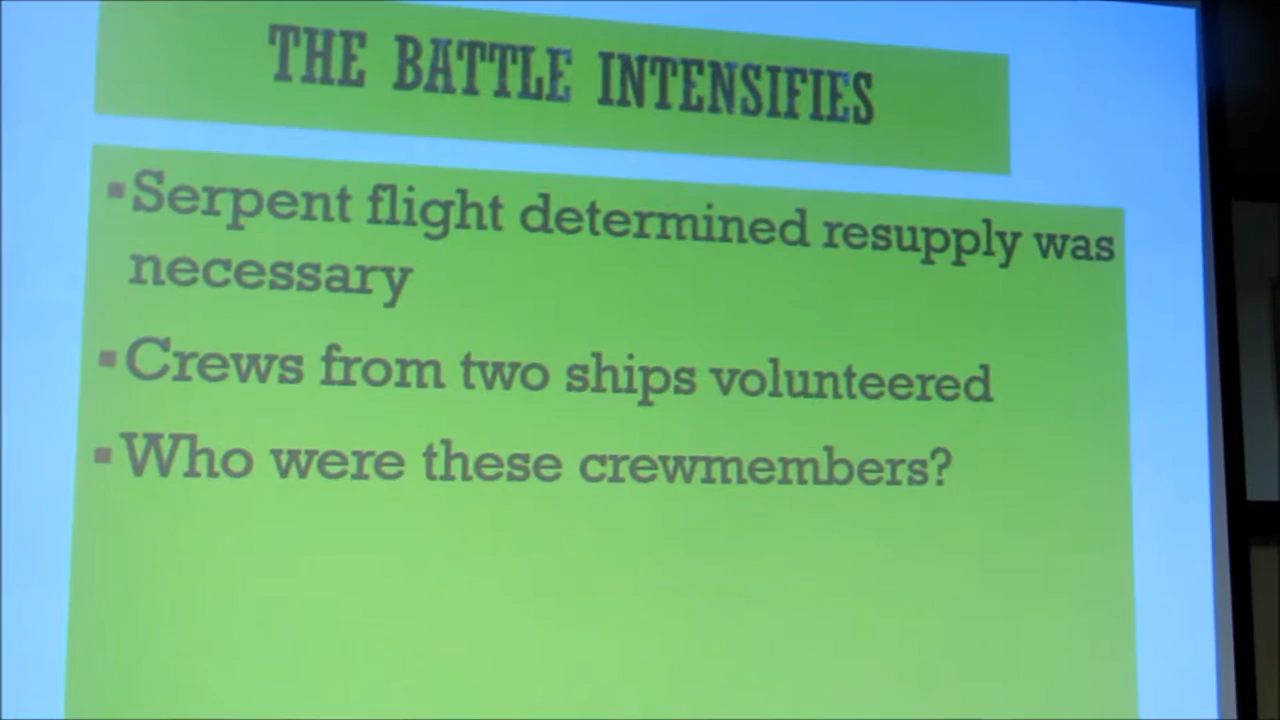 THE BATTLE INTENSIFIES
▪Serpent flight determined resupply was
necessary
▪Crews from two ships volunteered
▪Who were these crewmembers?